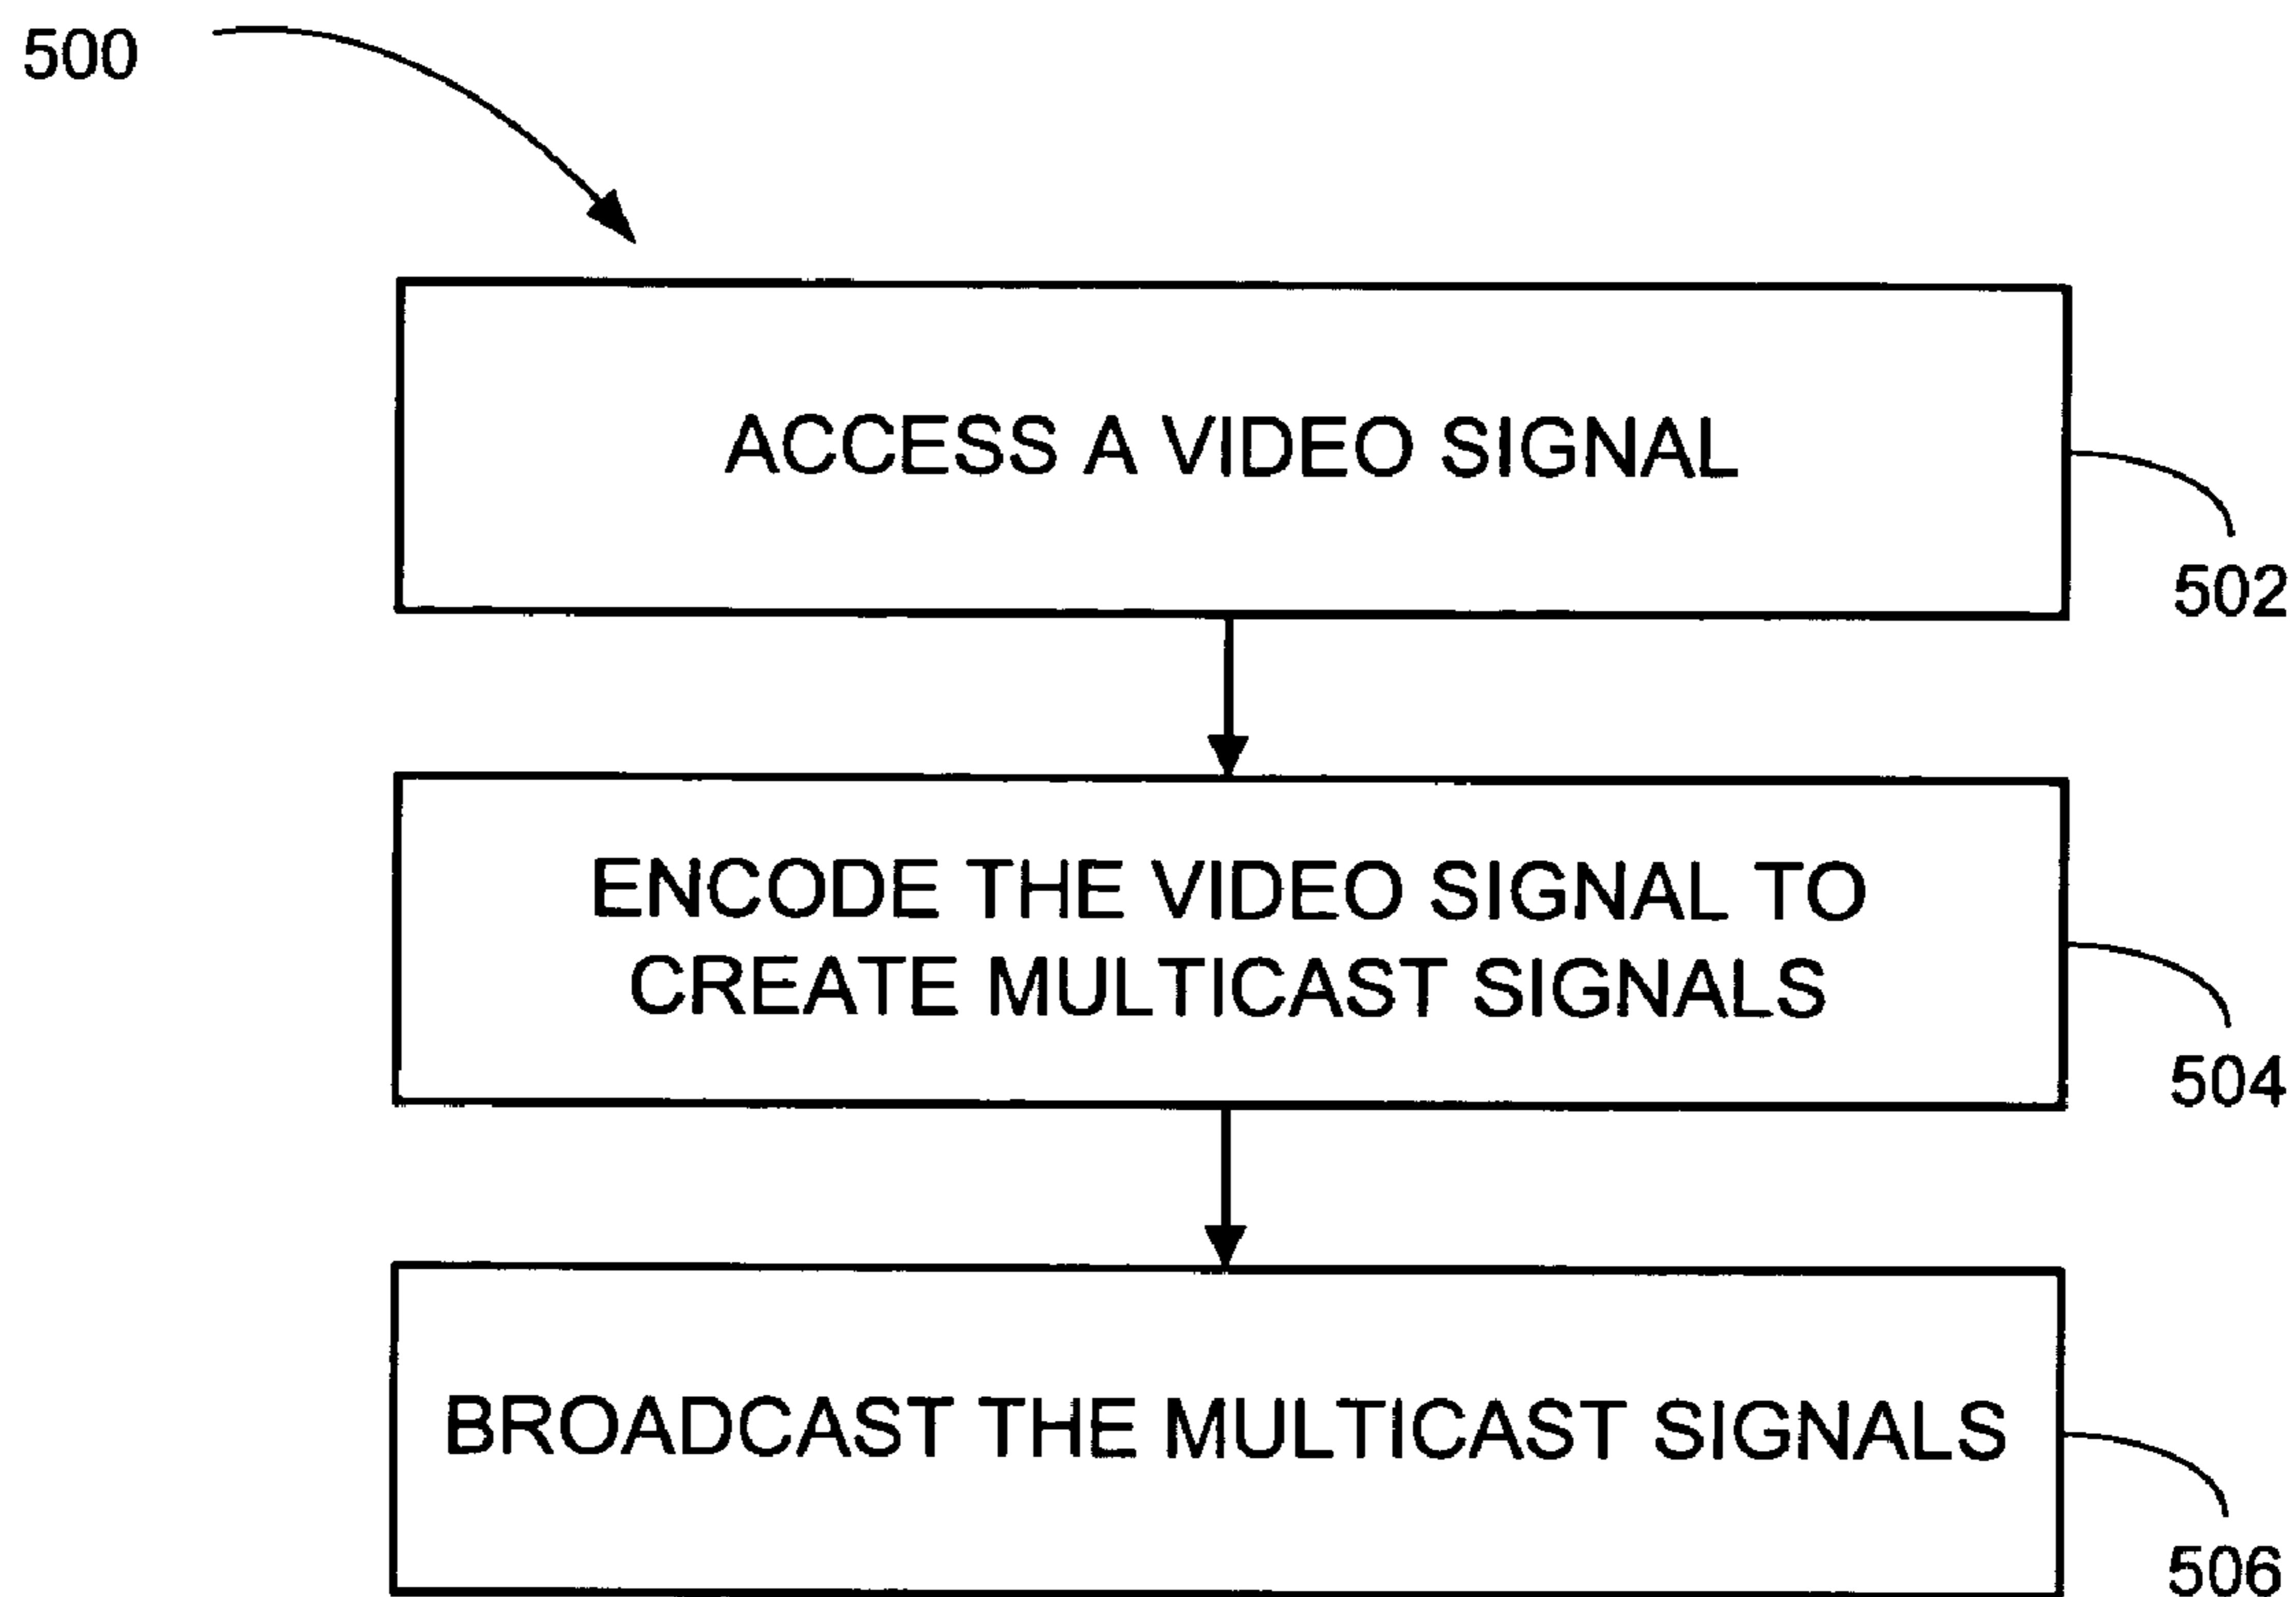 500
ACCESS A VIDEO SIGNAL
502
ENCODE THE VIDEO SIGNAL TO
CREATE MULTICAST SIGNALS
504
BROADCAST THE MULTICAST SIGNALS
506